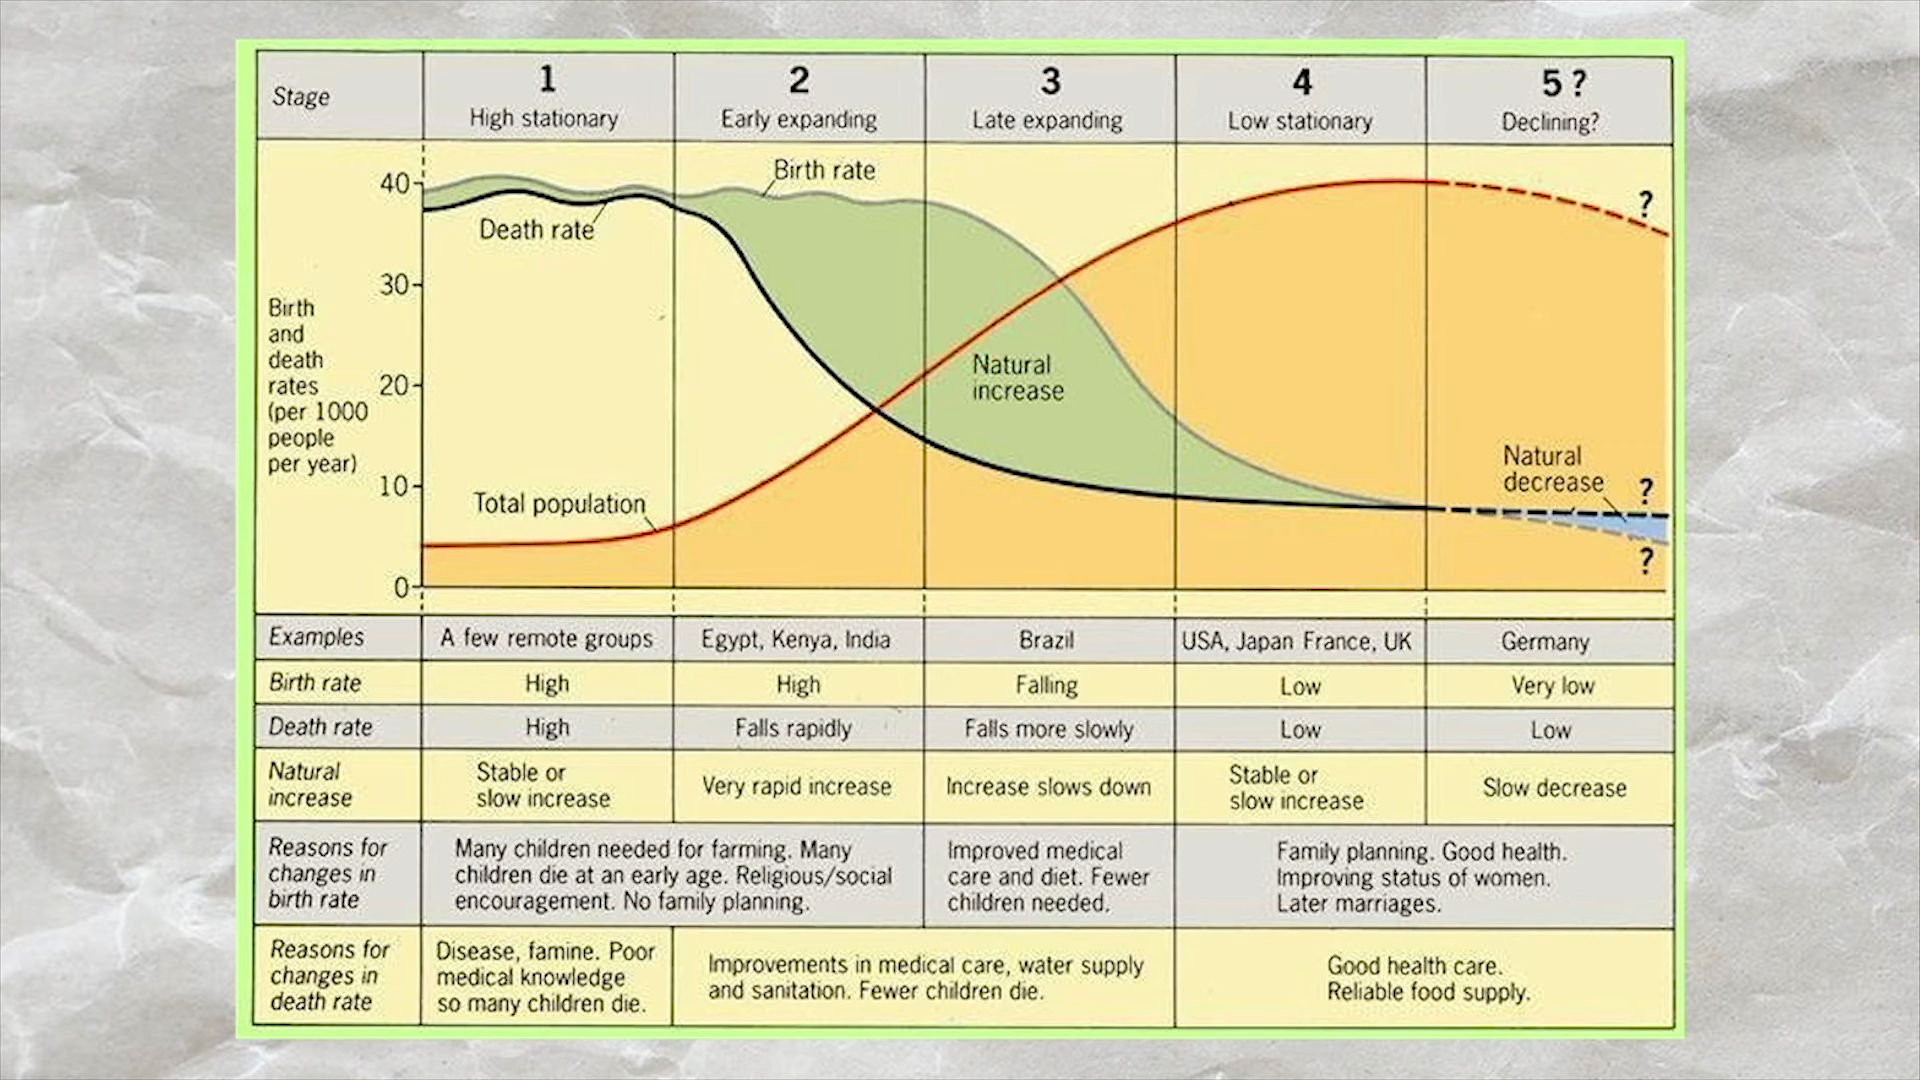 Stage
1
High stationary
2
Early expanding
3
Late expanding
4
Low stationary
5?
Declining?
Birth
and
death
rates
(per 1000
people
per year)
40
30
20
10
0
Birth rate
Death rate
Total population
Natural
increase
Natural
decrease
?
?
?
Examples
A few remote groups
Egypt, Kenya, India
Brazil
USA, Japan France, UK
Germany
Birth rate
High
High
Falling
Low
Very low
Death rate
High
Falls rapidly
Falls more slowly
Low
Low
Natural
increase
Stable or
slow increase
Very rapid increase
Increase slows down
Stable or
slow increase
Slow decrease
Reasons for
changes in
birth rate
Many children needed for farming. Many
children die at an early age. Religious/social
encouragement. No family planning.
Improved medical
care and diet. Fewer
children needed.
Family planning. Good health.
Improving status of women.
Later marriages.
Reasons for
changes in
death rate
Disease, famine. Poor
medical knowledge
so many children die.
Improvements in medical care, water supply
and sanitation. Fewer children die.
Good health care.
Reliable food supply.